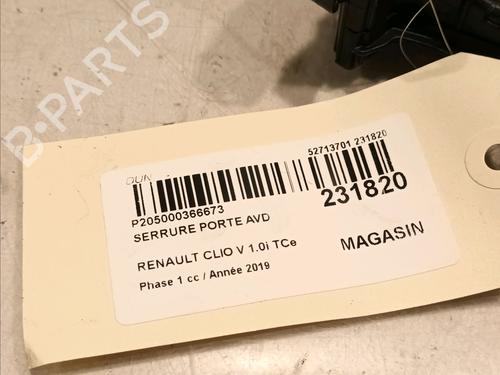 B-PARTS
DUN
52713701 231820
P205000366673
231820
SERRURE PORTE AVD
RENAULT CLIO V 1.0i TCe
MAGASIN
Phase 1 cc / Année 2019